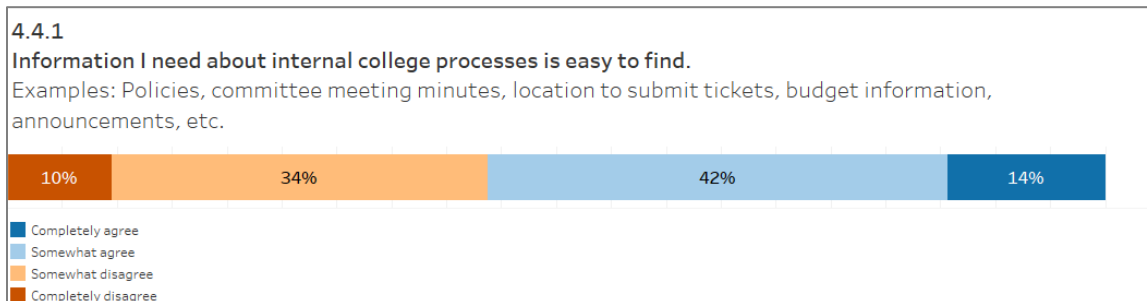 4.4.1
Information I need about internal college processes is easy to find.
Examples: Policies, committee meeting minutes, location to submit tickets, budget information,
announcements, etc.
10% 34% 42% 14%
Completely agree
Somewhat agree
Somewhat disagree
Completely disagree